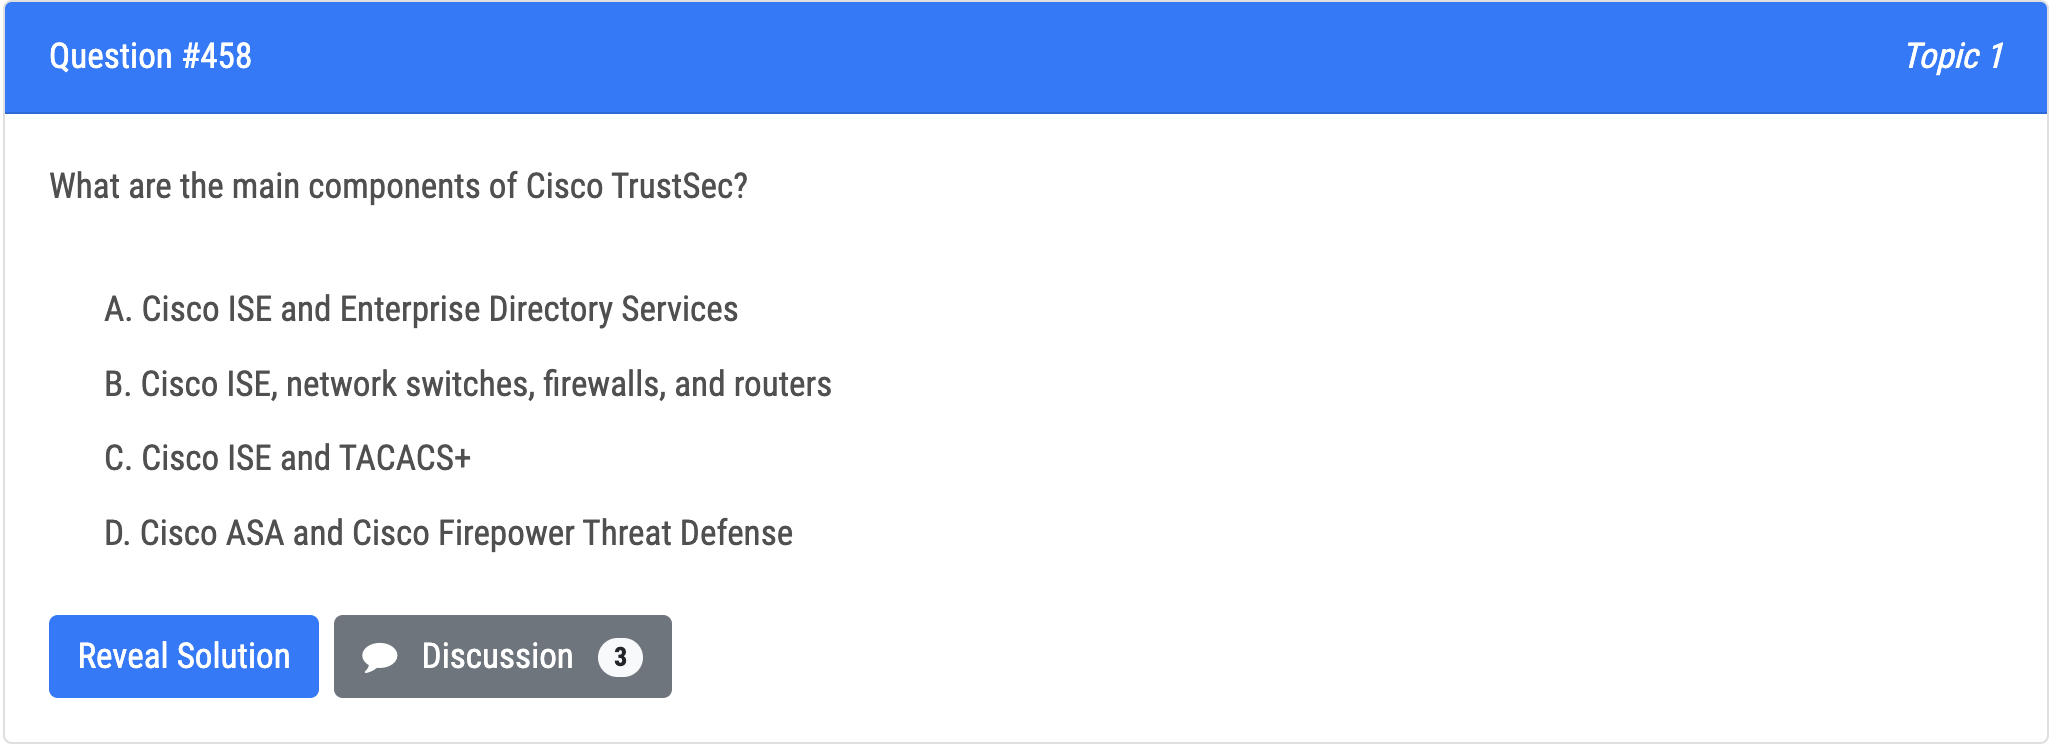 Question #458
Topic 1
What are the main components of Cisco TrustSec?
A. Cisco ISE and Enterprise Directory Services
B. Cisco ISE, network switches, firewalls, and routers
C. Cisco ISE and TACACS+
D. Cisco ASA and Cisco Firepower Threat Defense
Reveal Solution
Discussion 3